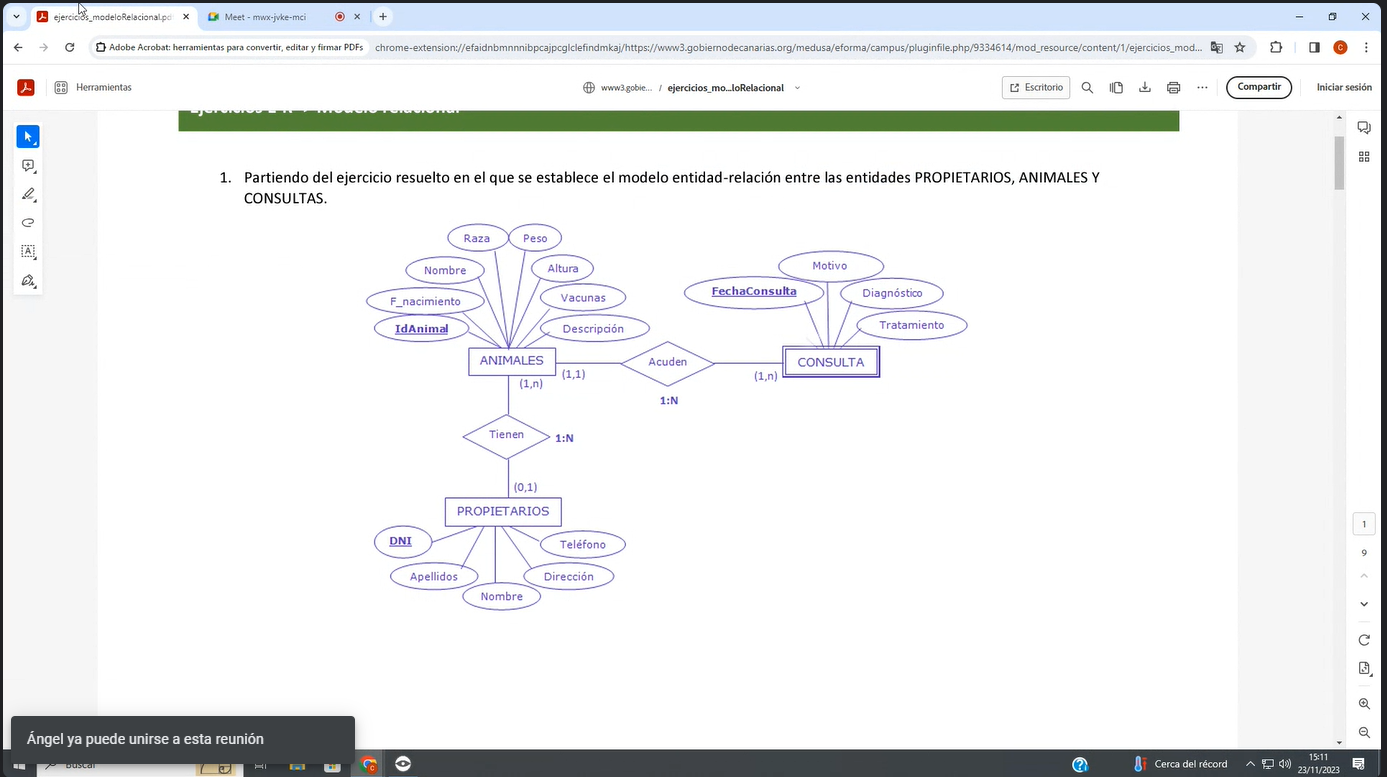 ejercicios_modeloRelacional.pd
Meet - mwx-jvke-mci
Adobe Acrobat: herramientas para convertir, editar y firmar PDFs
chrome-extension://efaidnbmnnnibpcajpcglclefindmkaj/https://www3.gobiernodecanarias.org/medusa/eforma/campus/pluginfile.php/9334614/mod_resource/content/1/ejercicios_mod...
C
Herramientas
www3.gobie... / ejercicios_mo...loRelacional
Escritorio
Compartir
Iniciar sesión
1. Partiendo del ejercicio resuelto en el que se establece el modelo entidad-relación entre las entidades PROPIETARIOS, ANIMALES Y
CONSULTAS.
Raza
Peso
Nombre
Altura
F_nacimiento
Vacunas
IdAnimal
Descripción
Motivo
FechaConsulta
Diagnóstico
Tratamiento
ANIMALES
Acuden
CONSULTA
(1,1)
(1,n)
(1,n)
1:N
Tienen
1:N
(0,1)
PROPIETARIOS
DNI
Teléfono
Apellidos
Dirección
Nombre
1
9
Ángel ya puede unirse a esta reunión
Buscar
Cerca del récord
15:11
23/11/2023